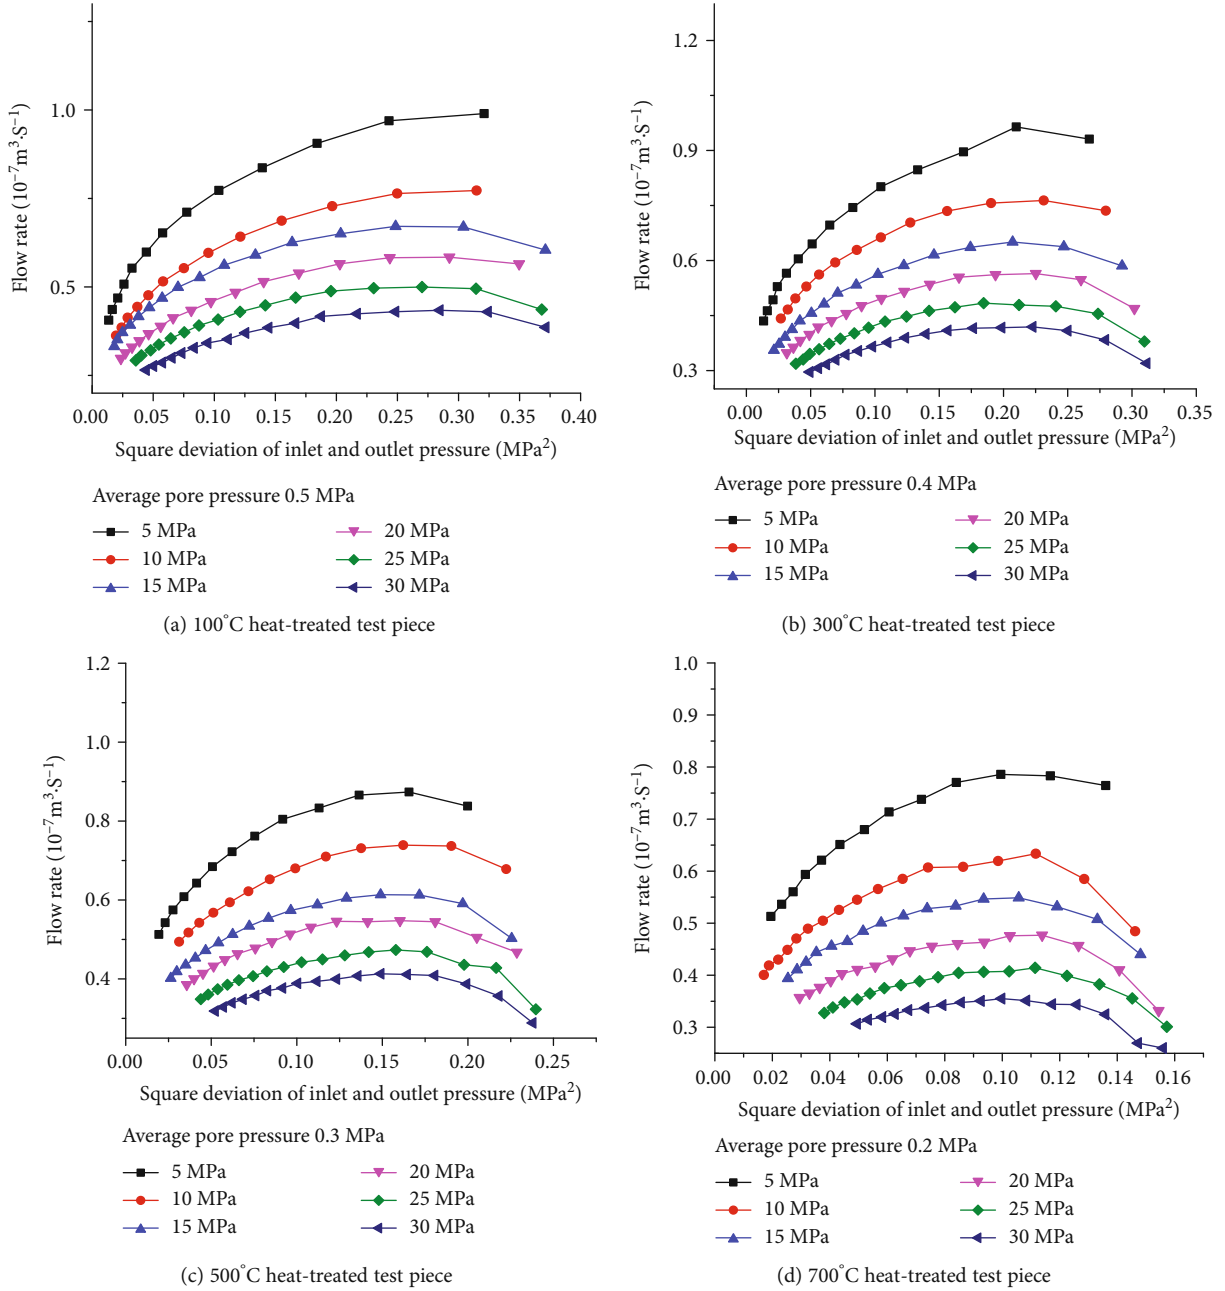 1.0
0.5
Flow rate (10⁻⁷m³·S⁻¹)
0.00 0.05 0.10 0.15 0.20 0.25 0.30 0.35 0.40
Square deviation of inlet and outlet pressure (MPa²)
Average pore pressure 0.5 MPa
5 MPa 20 MPa
10 MPa 25 MPa
15 MPa 30 MPa
(a) 100°C heat-treated test piece
1.2
0.9
0.6
0.3
Flow rate (10⁻⁷m³·S⁻¹)
0.00 0.05 0.10 0.15 0.20 0.25 0.30 0.35
Square deviation of inlet and outlet pressure (MPa²)
Average pore pressure 0.4 MPa
5 MPa 20 MPa
10 MPa 25 MPa
15 MPa 30 MPa
(b) 300°C heat-treated test piece
1.2
1.0
0.8
0.6
0.4
Flow rate (10⁻⁷m³·S⁻¹)
0.00 0.05 0.10 0.15 0.20 0.25
Square deviation of inlet and outlet pressure (MPa²)
Average pore pressure 0.3 MPa
5 MPa 20 MPa
10 MPa 25 MPa
15 MPa 30 MPa
(c) 500°C heat-treated test piece
1.0
0.9
0.8
0.7
0.6
0.5
0.4
0.3
Flow rate (10⁻⁷m³·S⁻¹)
0.00 0.02 0.04 0.06 0.08 0.10 0.12 0.14 0.16
Square deviation of inlet and outlet pressure (MPa²)
Average pore pressure 0.2 MPa
5 MPa 20 MPa
10 MPa 25 MPa
15 MPa 30 MPa
(d) 700°C heat-treated test piece